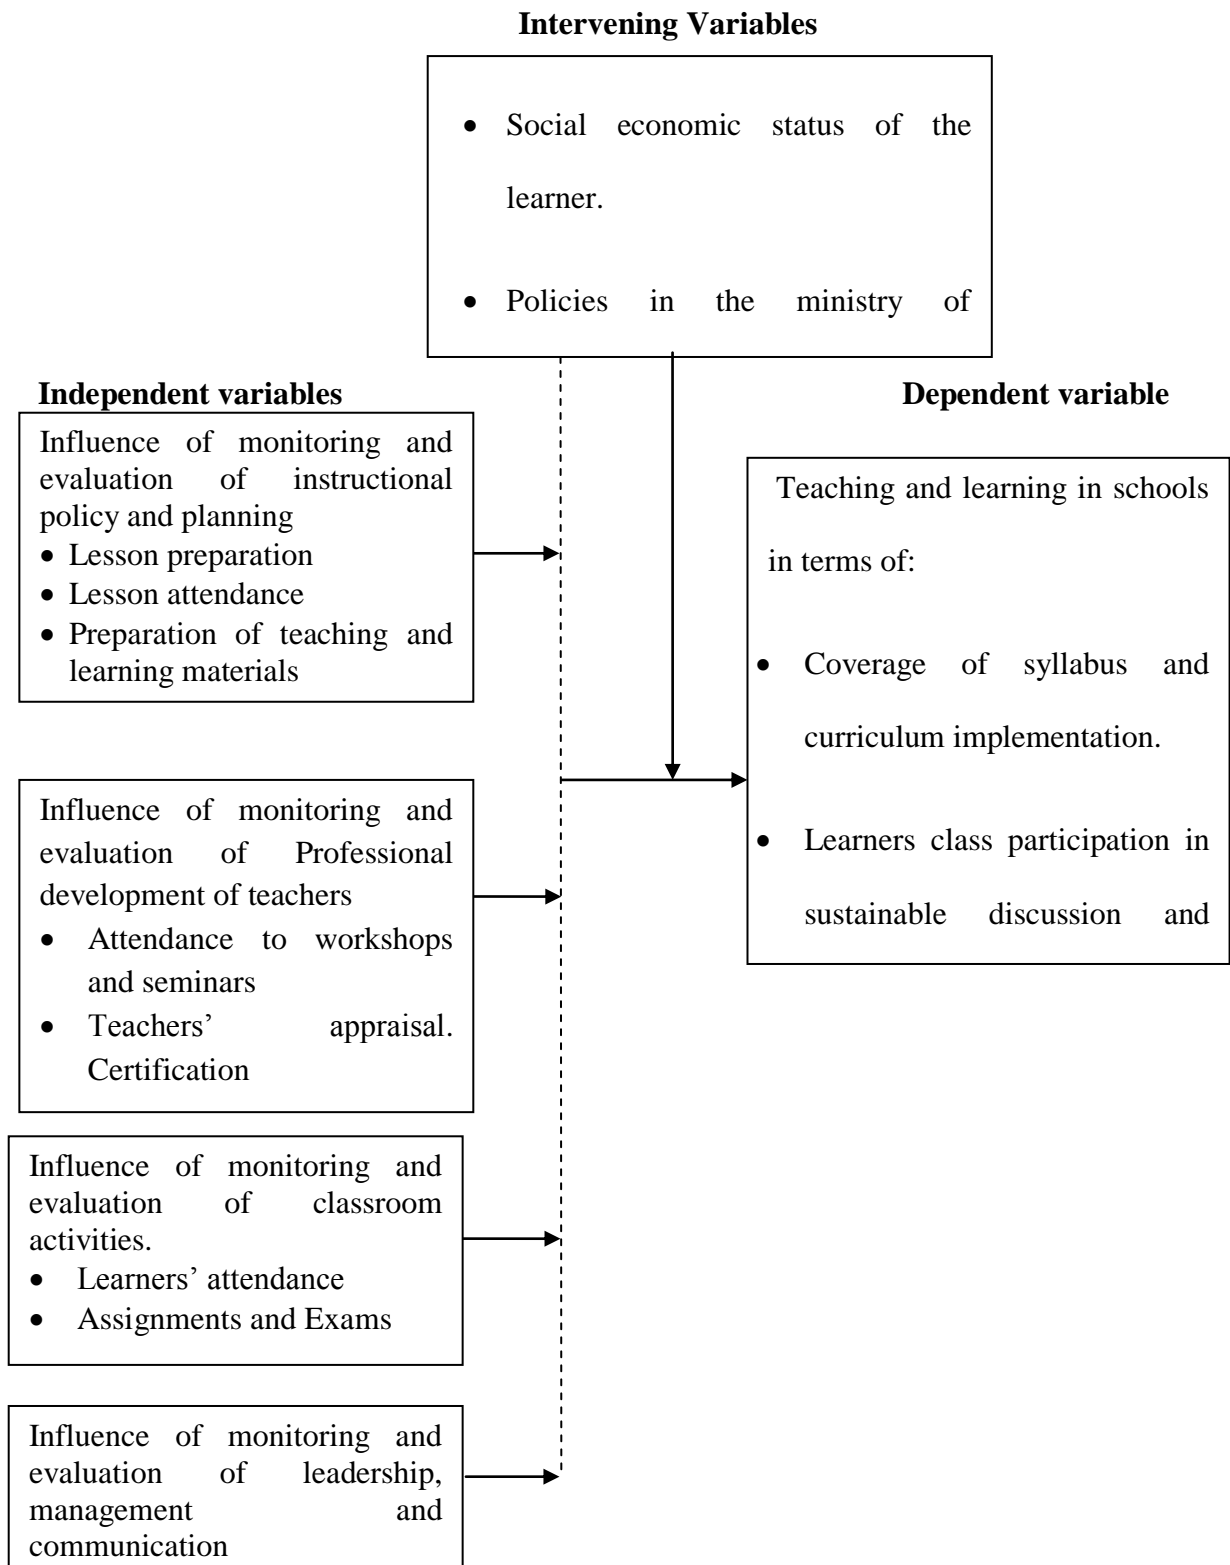 Intervening Variables
• Social economic status of the
learner.
• Policies in the ministry of
Independent variables
Influence of monitoring and
evaluation of instructional
policy and planning
• Lesson preparation
• Lesson attendance
• Preparation of teaching and
learning materials
Influence of monitoring and
evaluation of Professional
development of teachers
• Attendance to workshops
and seminars
• Teachers’ appraisal.
Certification
Influence of monitoring and
evaluation of classroom
activities.
• Learners’ attendance
• Assignments and Exams
Influence of monitoring and
evaluation of leadership,
management and
communication
Dependent variable
Teaching and learning in schools
in terms of:
• Coverage of syllabus and
curriculum implementation.
• Learners class participation in
sustainable discussion and